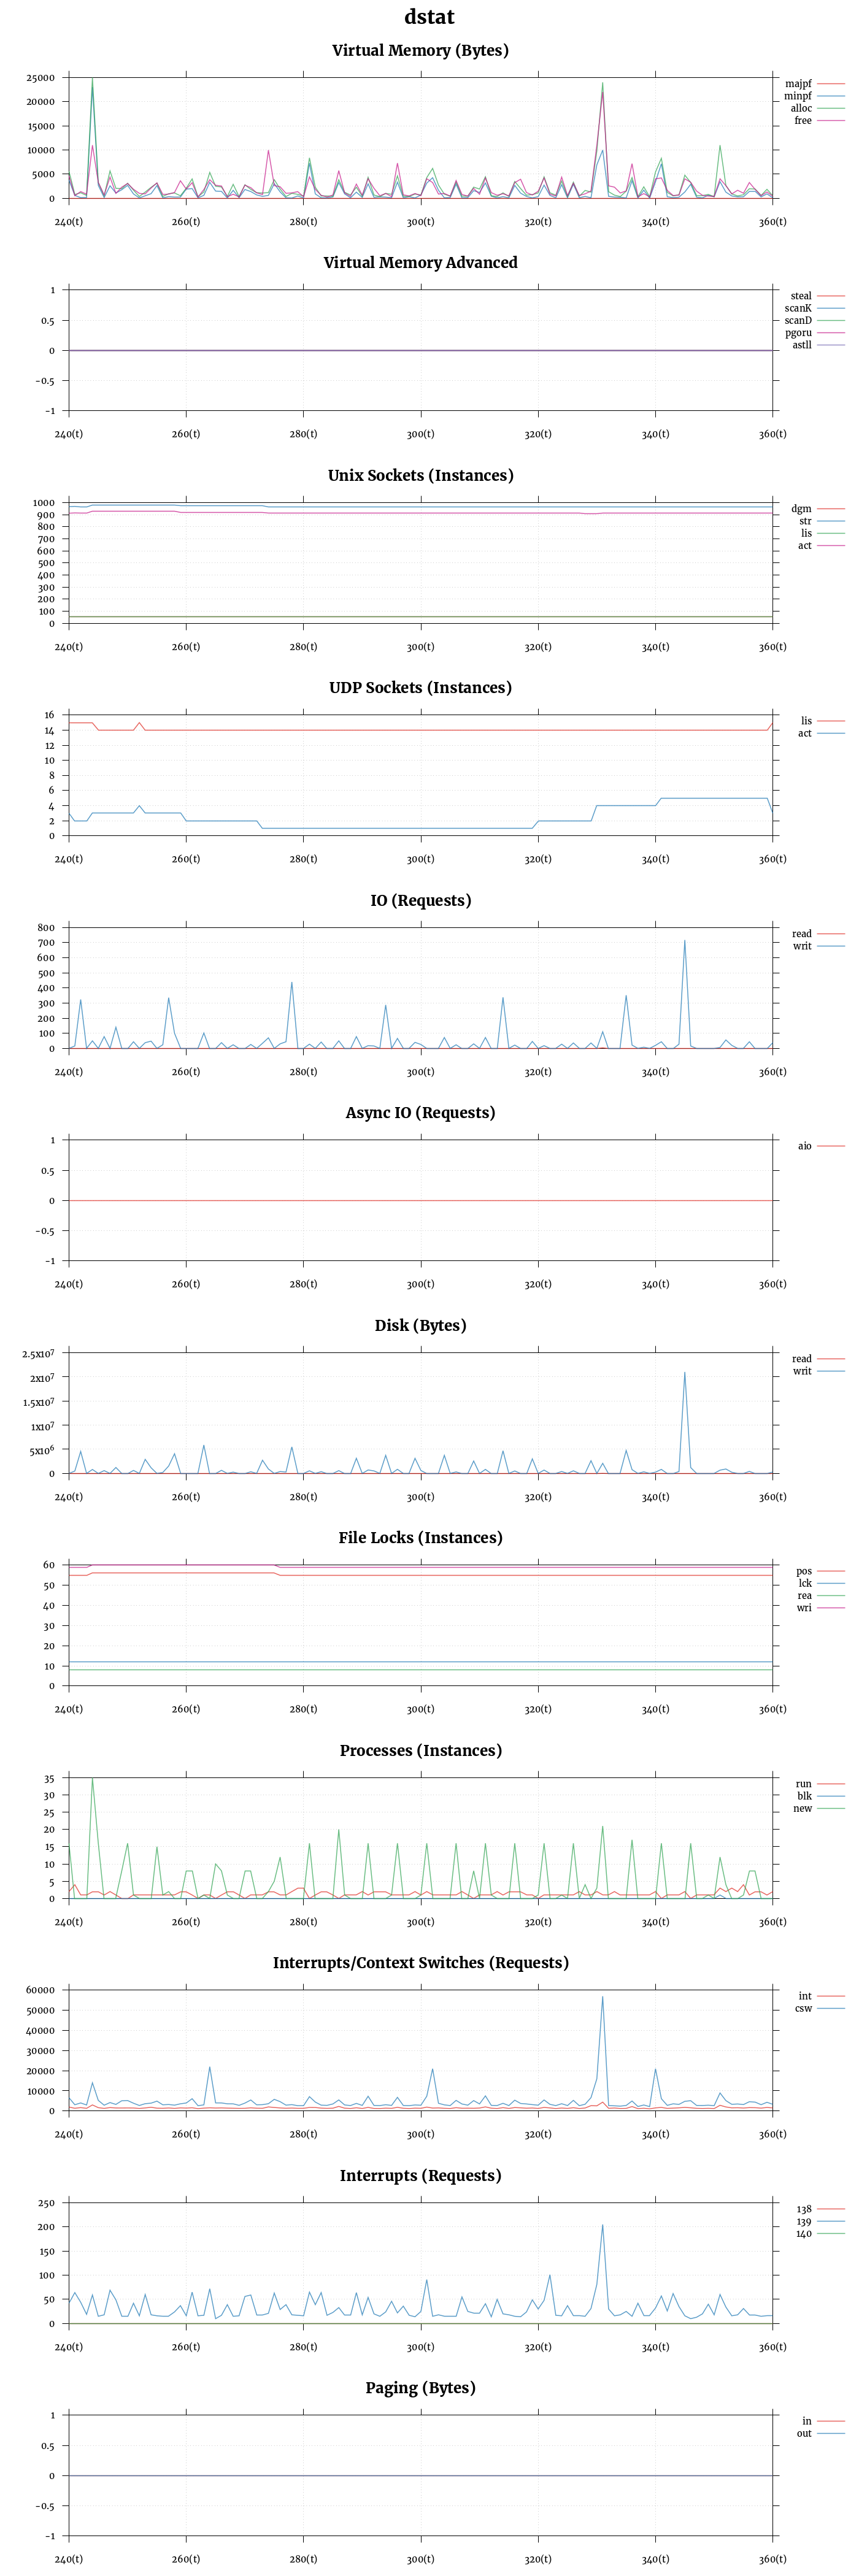 dstat
Virtual Memory (Bytes)
25000
20000
15000
10000
5000
0
240(t) 260(t) 280(t) 300(t) 320(t) 340(t) 360(t)
majpf
minpf
alloc
free
Virtual Memory Advanced
1
0.5
0
-0.5
-1
240(t) 260(t) 280(t) 300(t) 320(t) 340(t) 360(t)
steal
scanK
scanD
pgoru
astll
Unix Sockets (Instances)
1000
900
800
700
600
500
400
300
200
100
0
240(t) 260(t) 280(t) 300(t) 320(t) 340(t) 360(t)
dgm
str
lis
act
UDP Sockets (Instances)
16
14
12
10
8
6
4
2
0
240(t) 260(t) 280(t) 300(t) 320(t) 340(t) 360(t)
lis
act
IO (Requests)
800
700
600
500
400
300
200
100
0
240(t) 260(t) 280(t) 300(t) 320(t) 340(t) 360(t)
read
writ
Async IO (Requests)
1
0.5
0
-0.5
-1
240(t) 260(t) 280(t) 300(t) 320(t) 340(t) 360(t)
aio
Disk (Bytes)
2.5x10⁷
2x10⁷
1.5x10⁷
1x10⁷
5x10⁶
0
240(t) 260(t) 280(t) 300(t) 320(t) 340(t) 360(t)
read
writ
File Locks (Instances)
60
50
40
30
20
10
0
240(t) 260(t) 280(t) 300(t) 320(t) 340(t) 360(t)
pos
lck
rea
wri
Processes (Instances)
35
30
25
20
15
10
5
0
240(t) 260(t) 280(t) 300(t) 320(t) 340(t) 360(t)
run
blk
new
Interrupts/Context Switches (Requests)
60000
50000
40000
30000
20000
10000
0
240(t) 260(t) 280(t) 300(t) 320(t) 340(t) 360(t)
int
csw
Interrupts (Requests)
250
200
150
100
50
0
240(t) 260(t) 280(t) 300(t) 320(t) 340(t) 360(t)
138
139
140
Paging (Bytes)
1
0.5
0
-0.5
-1
240(t) 260(t) 280(t) 300(t) 320(t) 340(t) 360(t)
in
out